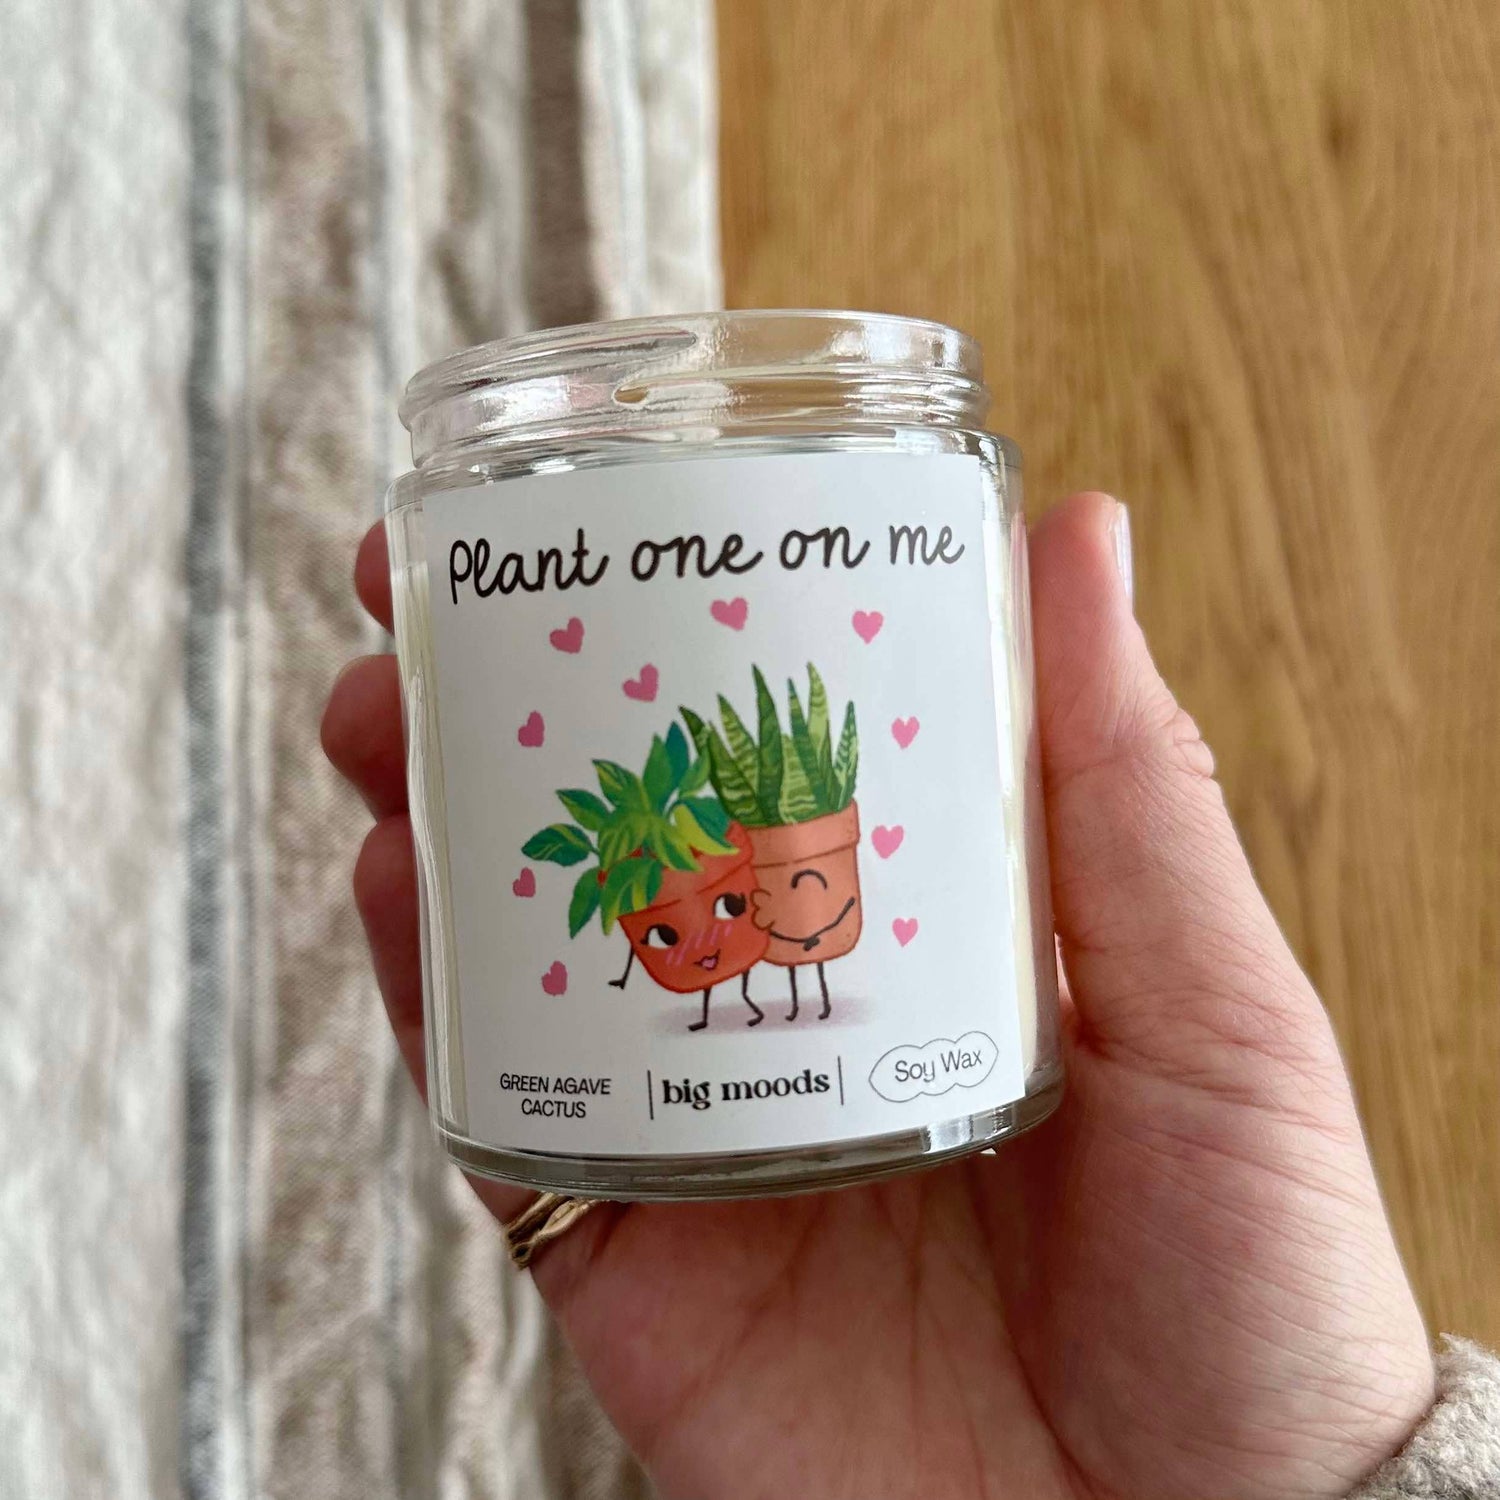 Plant one on me
GREEN AGAVE
CACTUS
big moods
Soy Wax